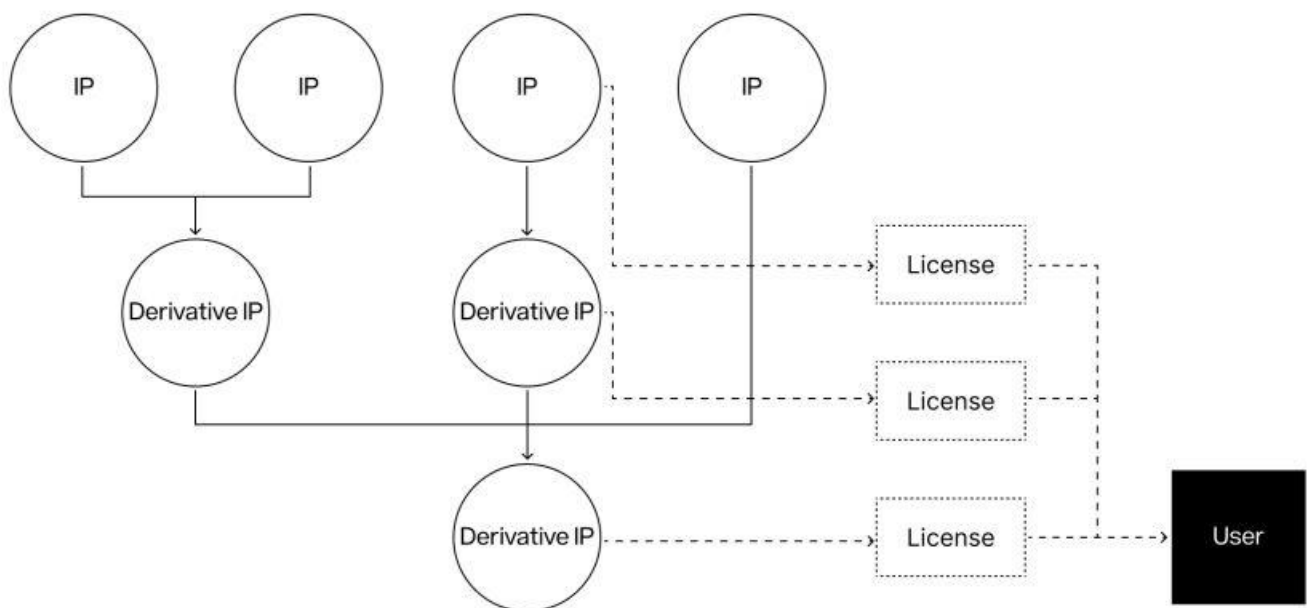 IP
IP
IP
IP
License
Derivative IP
Derivative IP
License
Derivative IP
License
User